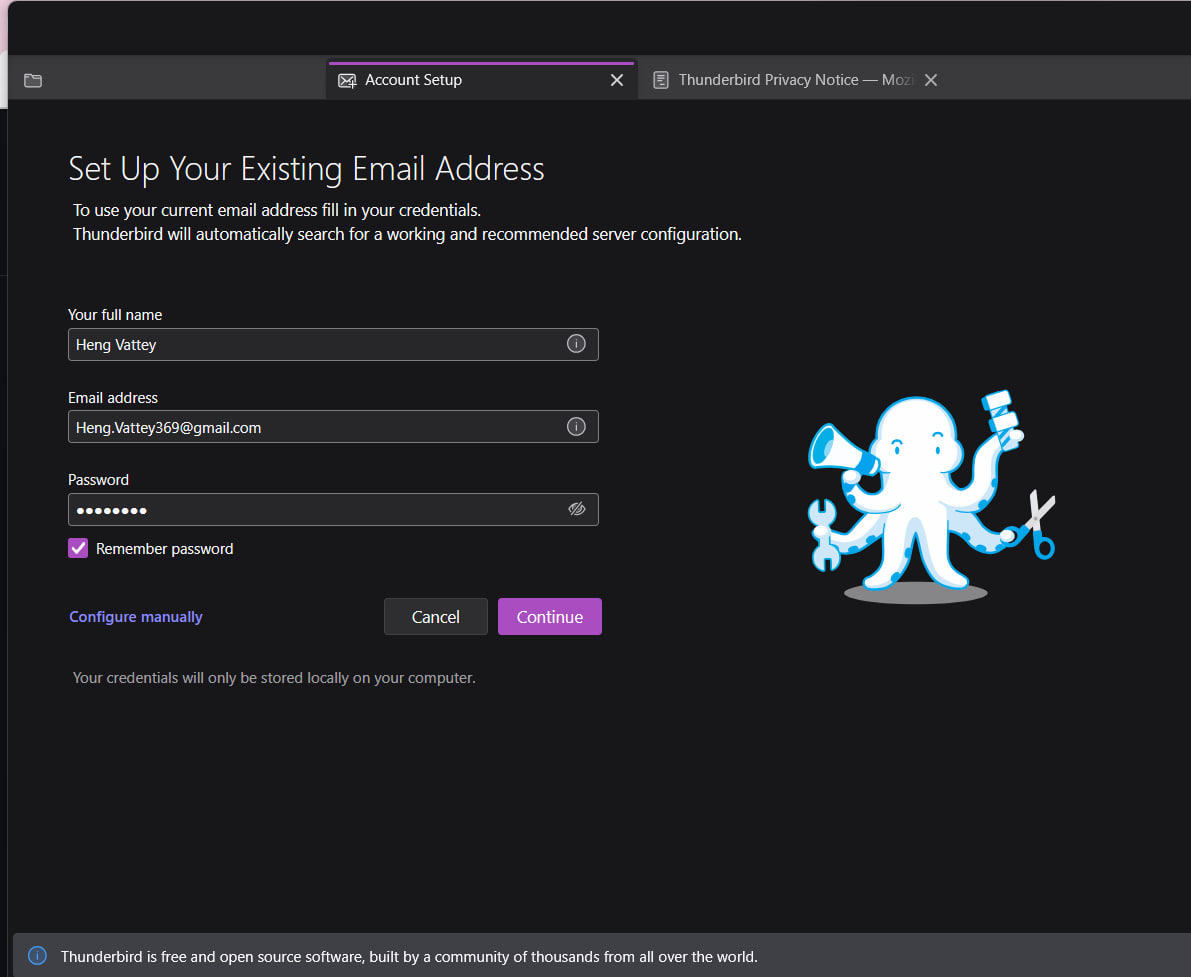 Account Setup
Thunderbird Privacy Notice — Mozi
Set Up Your Existing Email Address
To use your current email address fill in your credentials.
Thunderbird will automatically search for a working and recommended server configuration.
Your full name
Heng Vattey
Email address
Heng.Vattey369@gmail.com
Password
••••••••
Remember password
Configure manually
Cancel
Continue
Your credentials will only be stored locally on your computer.
Thunderbird is free and open source software, built by a community of thousands from all over the world.